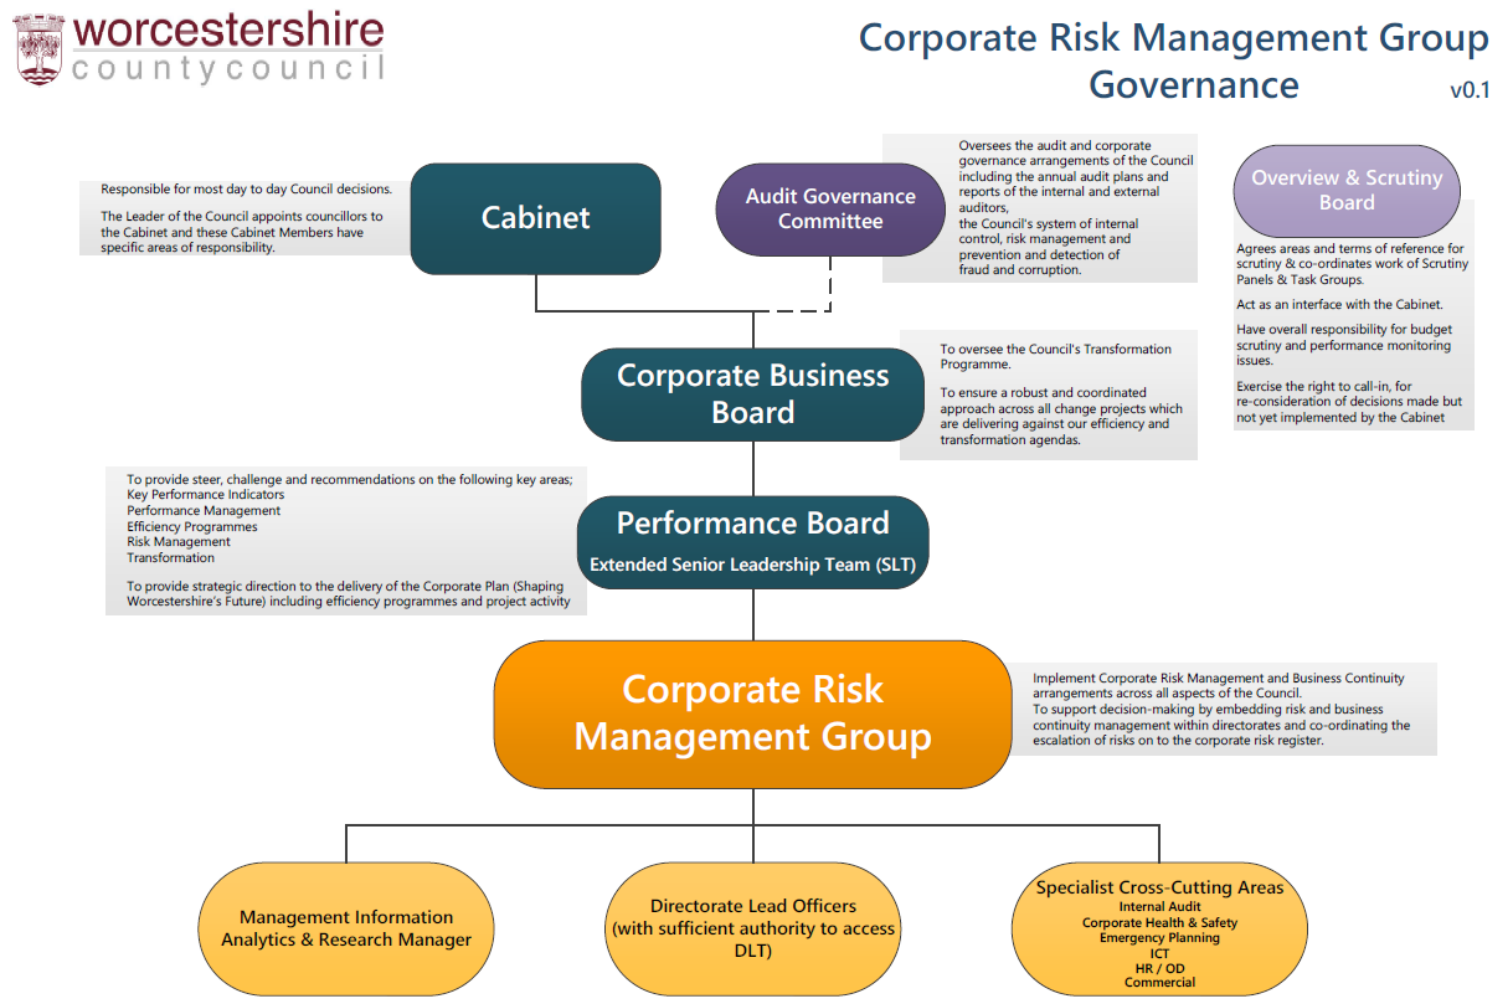 worcestershire
countycouncil
Corporate Risk Management Group
Governance
v0.1
Responsible for most day to day Council decisions.
The Leader of the Council appoints councillors to
the Cabinet and these Cabinet Members have
specific areas of responsibility.
Cabinet
Audit Governance
Committee
Oversees the audit and corporate
governance arrangements of the Council
including the annual audit plans and
reports of the internal and external
auditors,
the Council's system of internal
control, risk management and
prevention and detection of
fraud and corruption.
Overview & Scrutiny
Board
Agrees areas and terms of reference for
scrutiny & co-ordinates work of Scrutiny
Panels & Task Groups.
Act as an interface with the Cabinet.
Have overall responsibility for budget
scrutiny and performance monitoring
issues.
Exercise the right to call-in, for
re-consideration of decisions made but
not yet implemented by the Cabinet
Corporate Business
Board
To oversee the Council's Transformation
Programme.
To ensure a robust and coordinated
approach across all change projects which
are delivering against our efficiency and
transformation agendas.
To provide steer, challenge and recommendations on the following key areas;
Key Performance Indicators
Performance Management
Efficiency Programmes
Risk Management
Transformation
To provide strategic direction to the delivery of the Corporate Plan (Shaping
Worcestershire's Future) including efficiency programmes and project activity
Performance Board
Extended Senior Leadership Team (SLT)
Corporate Risk
Management Group
Implement Corporate Risk Management and Business Continuity
arrangements across all aspects of the Council.
To support decision-making by embedding risk and business
continuity management within directorates and co-ordinating the
escalation of risks on to the corporate risk register.
Management Information
Analytics & Research Manager
Directorate Lead Officers
(with sufficient authority to access
DLT)
Specialist Cross-Cutting Areas
Internal Audit
Corporate Health & Safety
Emergency Planning
ICT
HR / OD
Commercial